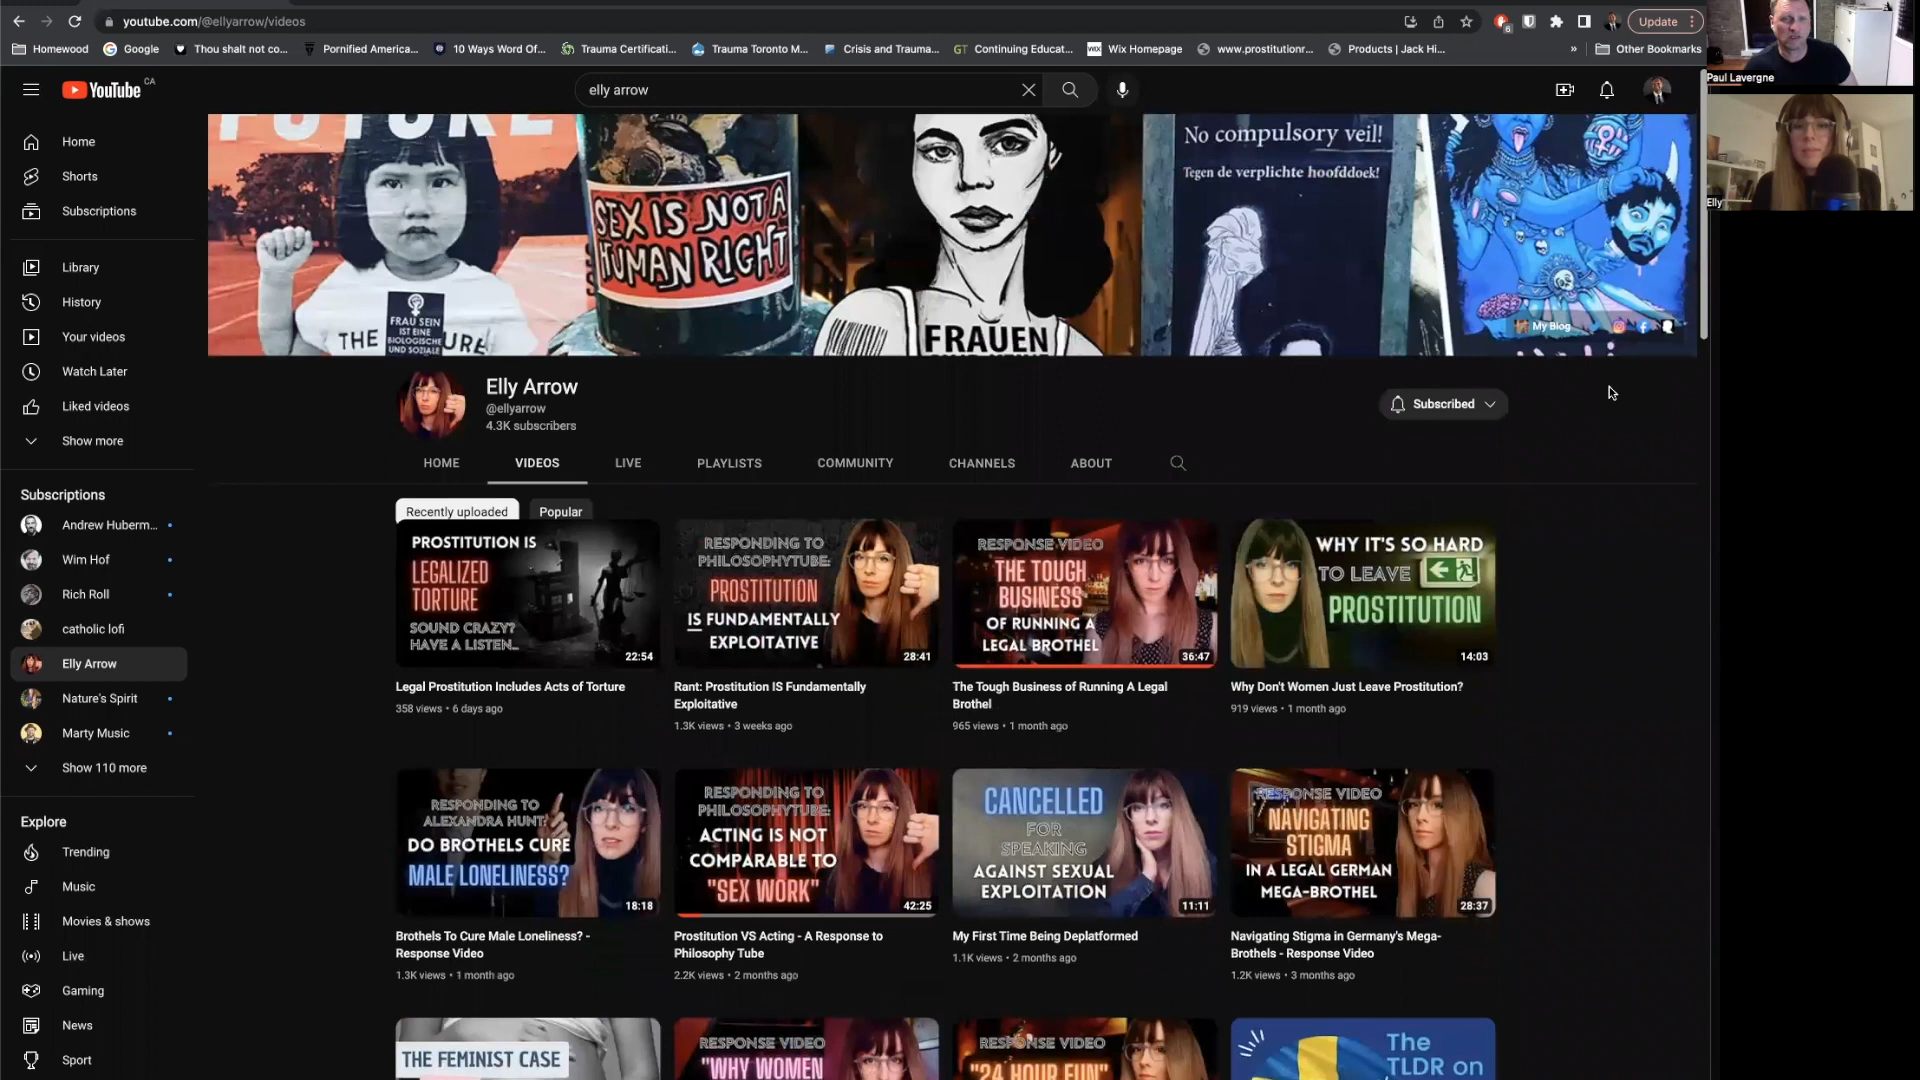 youtube.com/@ellyarrow/videos
Update
Homewood
Google
Thou shalt not co...
Pornified America...
10 Ways Word Of...
Trauma Certificati...
Trauma Toronto M...
Crisis and Trauma...
GT Continuing Educat...
WIX Wix Homepage
www.prostitutionr...
Products | Jack Hi...
»
Other Bookmarks
Paul Lavergne
Elly
YouTube CA
elly arrow
Home
Shorts
Subscriptions
Library
History
Your videos
Watch Later
Liked videos
Show more
Subscriptions
Andrew Huberm...
Wim Hof
Rich Roll
catholic lofi
Elly Arrow
Nature's Spirit
Marty Music
Show 110 more
Explore
Trending
Music
Movies & shows
Live
Gaming
News
Sport
FUTURE
THE
URE
FRAU SEIN
IST EINE
BIOLOGISCHE
UND SOZIALE
SEX IS NOT A
HUMAN RIGHT
FRAUEN
No compulsory veil!
Tegen de verplichte hoofddoek!
My Blog
Elly Arrow
@ellyarrow
4.3K subscribers
Subscribed
HOME
VIDEOS
LIVE
PLAYLISTS
COMMUNITY
CHANNELS
ABOUT
Recently uploaded
Popular
PROSTITUTION IS
LEGALIZED
TORTURE
SOUND CRAZY?
HAVE A LISTEN...
22:54
Legal Prostitution Includes Acts of Torture
358 views • 6 days ago
RESPONDING TO
PHILOSOPHYTUBE:
PROSTITUTION
IS FUNDAMENTALLY
EXPLOITATIVE
28:41
Rant: Prostitution IS Fundamentally
Exploitative
1.3K views • 3 weeks ago
RESPONSE VIDEO
THE TOUGH
BUSINESS
OF RUNNING A
LEGAL BROTHEL
36:47
The Tough Business of Running A Legal
Brothel
965 views • 1 month ago
WHY IT'S SO HARD
TO LEAVE
PROSTITUTION
14:03
Why Don't Women Just Leave Prostitution?
919 views • 1 month ago
RESPONDING TO
ALEXANDRA HUNT:
DO BROTHELS CURE
MALE LONELINESS?
18:18
Brothels To Cure Male Loneliness? -
Response Video
1.3K views • 1 month ago
RESPONDING TO
PHILOSOPHYTUBE:
ACTING IS NOT
COMPARABLE TO
"SEX WORK"
42:25
Prostitution VS Acting - A Response to
Philosophy Tube
2.2K views • 2 months ago
CANCELLED
FOR
SPEAKING
AGAINST SEXUAL
EXPLOITATION
11:11
My First Time Being Deplatformed
1.1K views • 2 months ago
RESPONSE VIDEO
NAVIGATING
STIGMA
IN A LEGAL GERMAN
MEGA-BROTHEL
28:37
Navigating Stigma in Germany's Mega-
Brothels - Response Video
1.2K views • 3 months ago
THE FEMINIST CASE
RESPONSE VIDEO
"WHY WOMEN
RESPONSE VIDEO
"24 HOUR FUN"
The
TLDR on